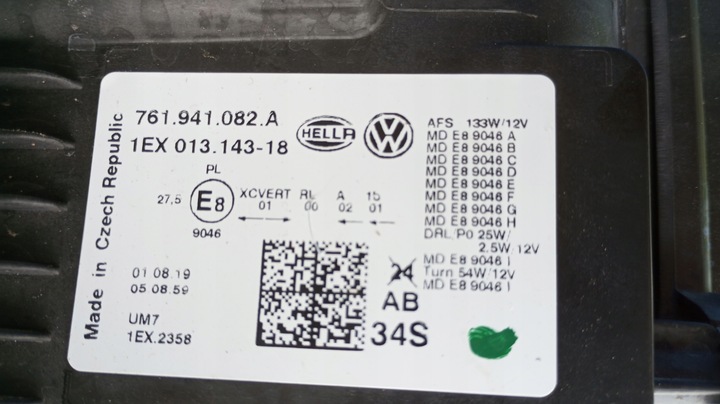 761.941.082.A
1EX 013.143-18
HELLA
VW
Made in Czech Republic
PL
27,5 E8 XCVERT RL A 15
01 00 02 01
9046
01 08.19
05 08.59
UM7
1EX.2358
24
AB
34S
AFS 133W/12V
MD E8 9046 A
MD E8 9046 B
MD E8 9046 C
MD E8 9046 D
MD E8 9046 E
MD E8 9046 F
MD E8 9046 G
MD E8 9046 H
DRL/Po 25W/
2.5W/12V
MD E8 9046 I
Turn 54W/12V
MD E8 9046 I